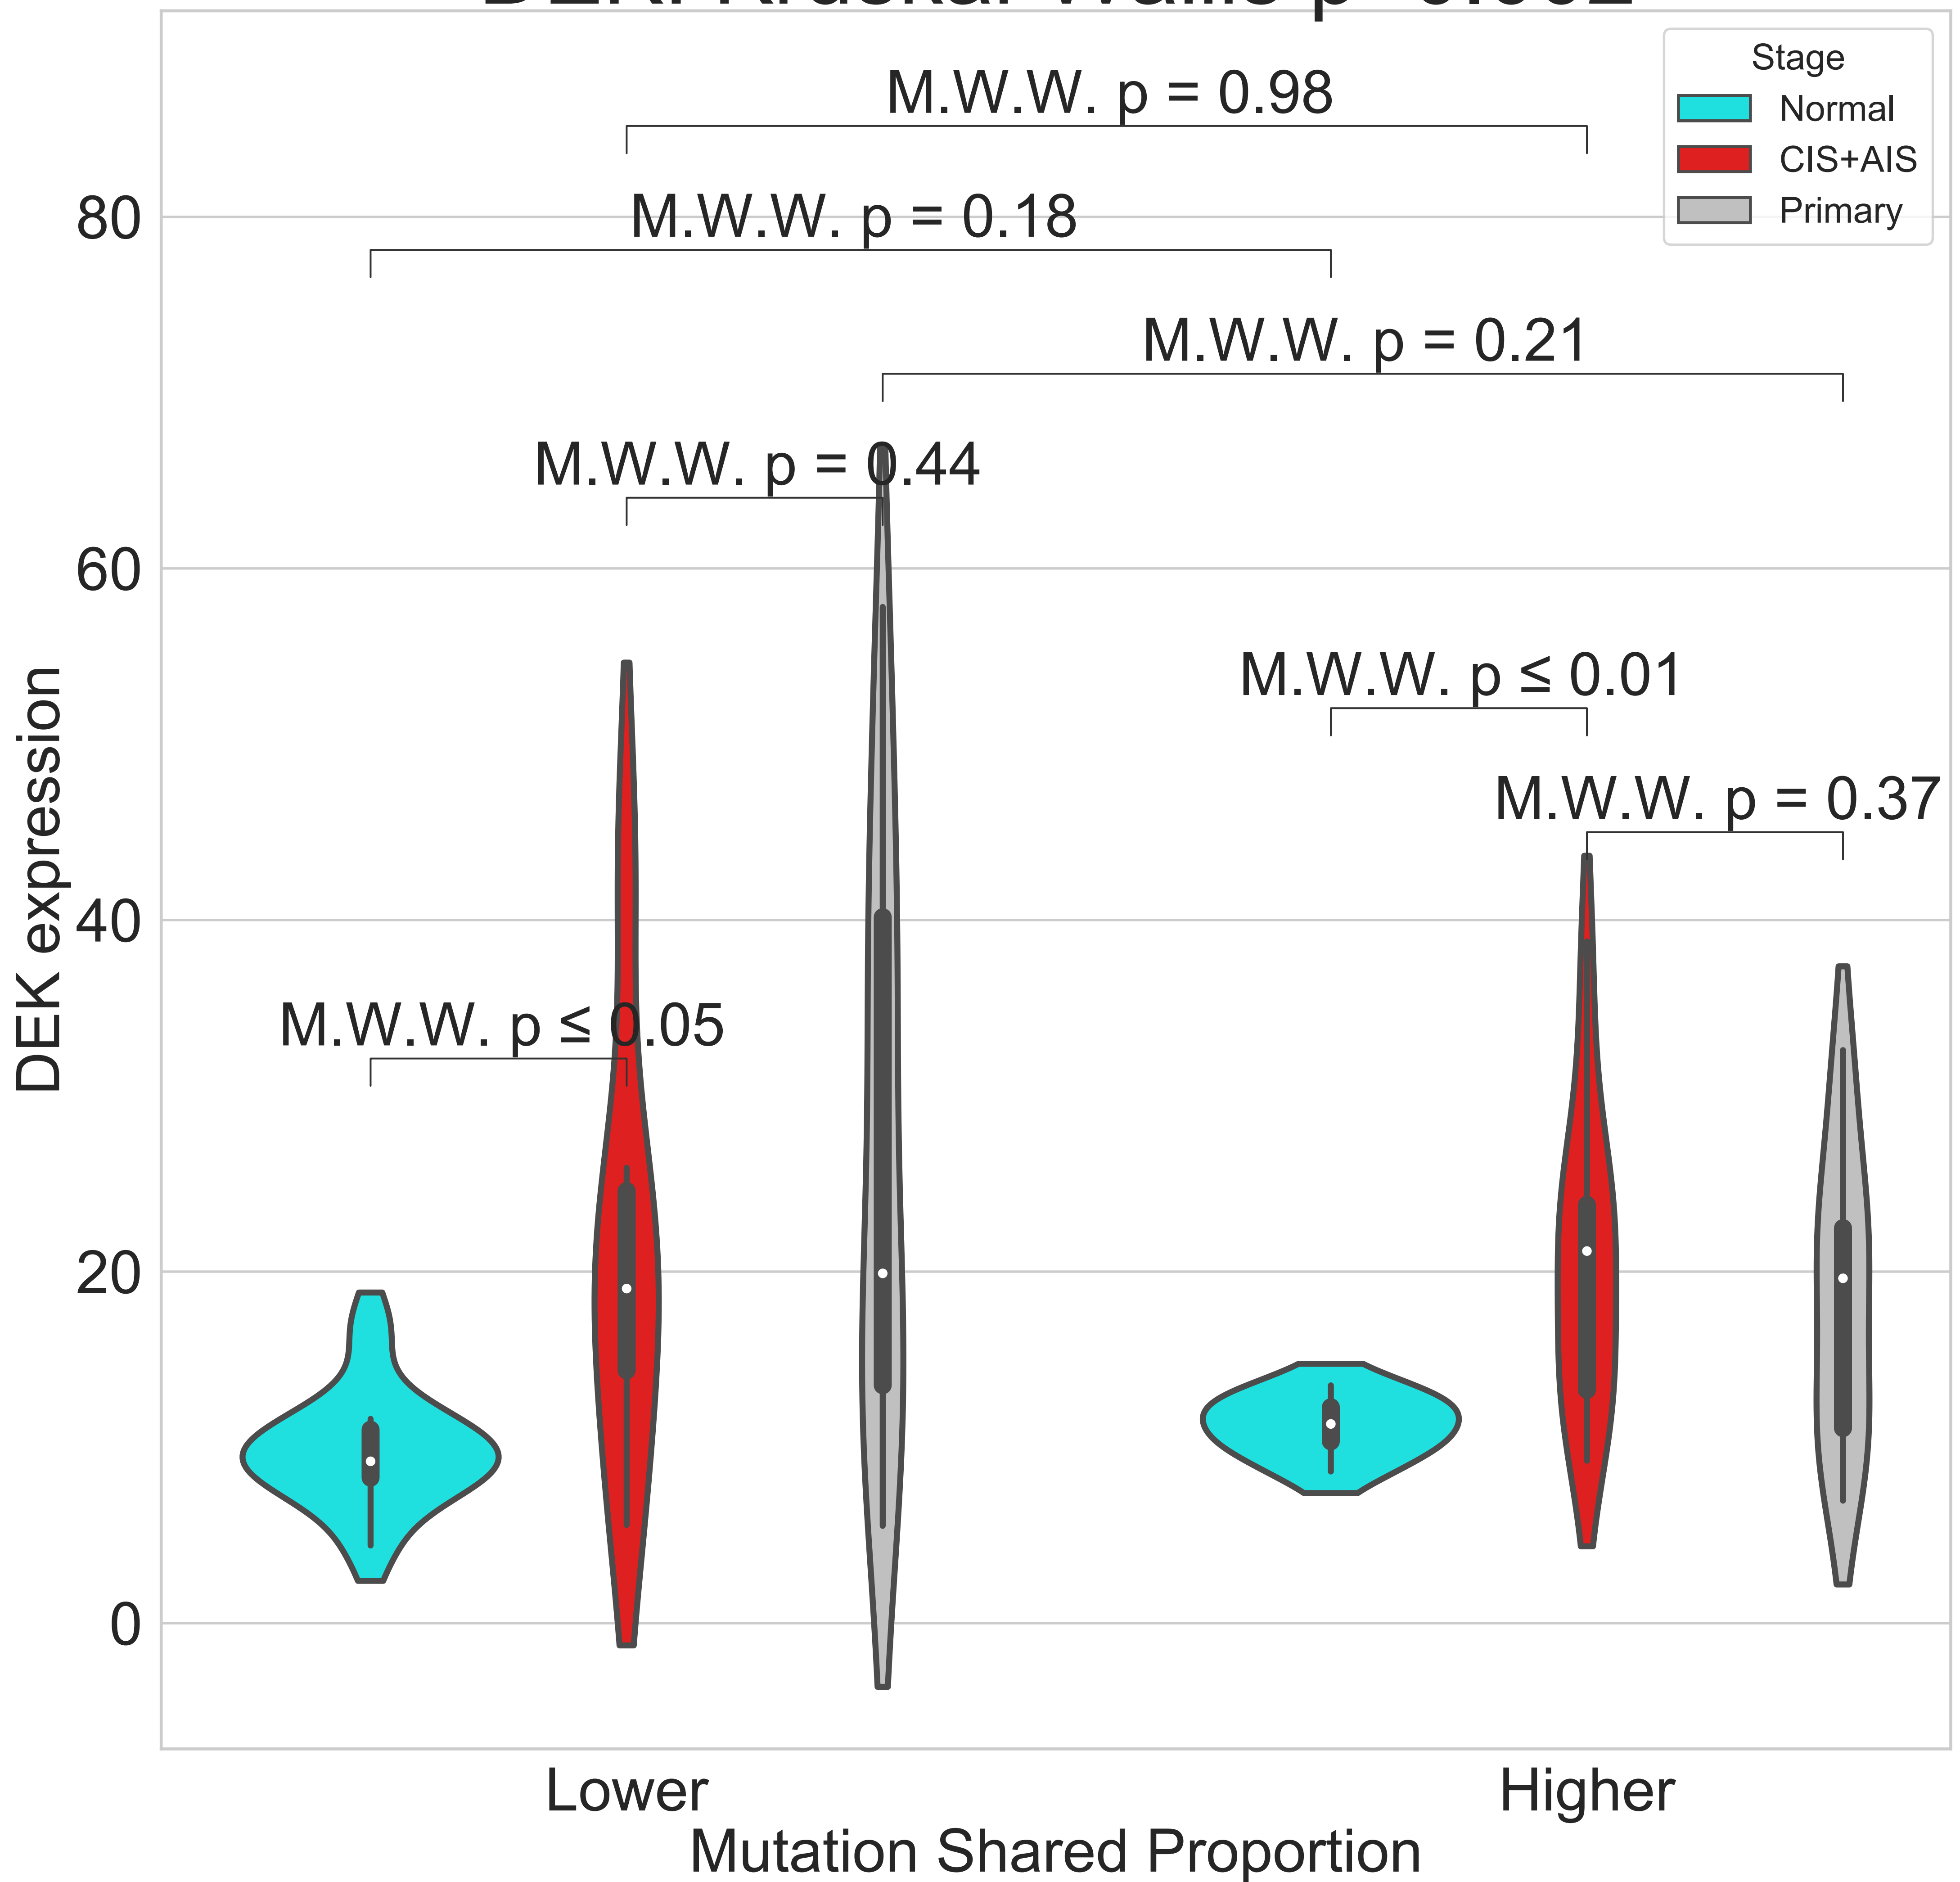 Stage
Normal
CIS+AIS
Primary
M.W.W. p = 0.98
M.W.W. p = 0.18
M.W.W. p = 0.21
M.W.W. p = 0.44
M.W.W. p ≤ 0.01
M.W.W. p = 0.37
M.W.W. p ≤ 0.05
80
60
40
20
0
DEK expression
Lower
Higher
Mutation Shared Proportion